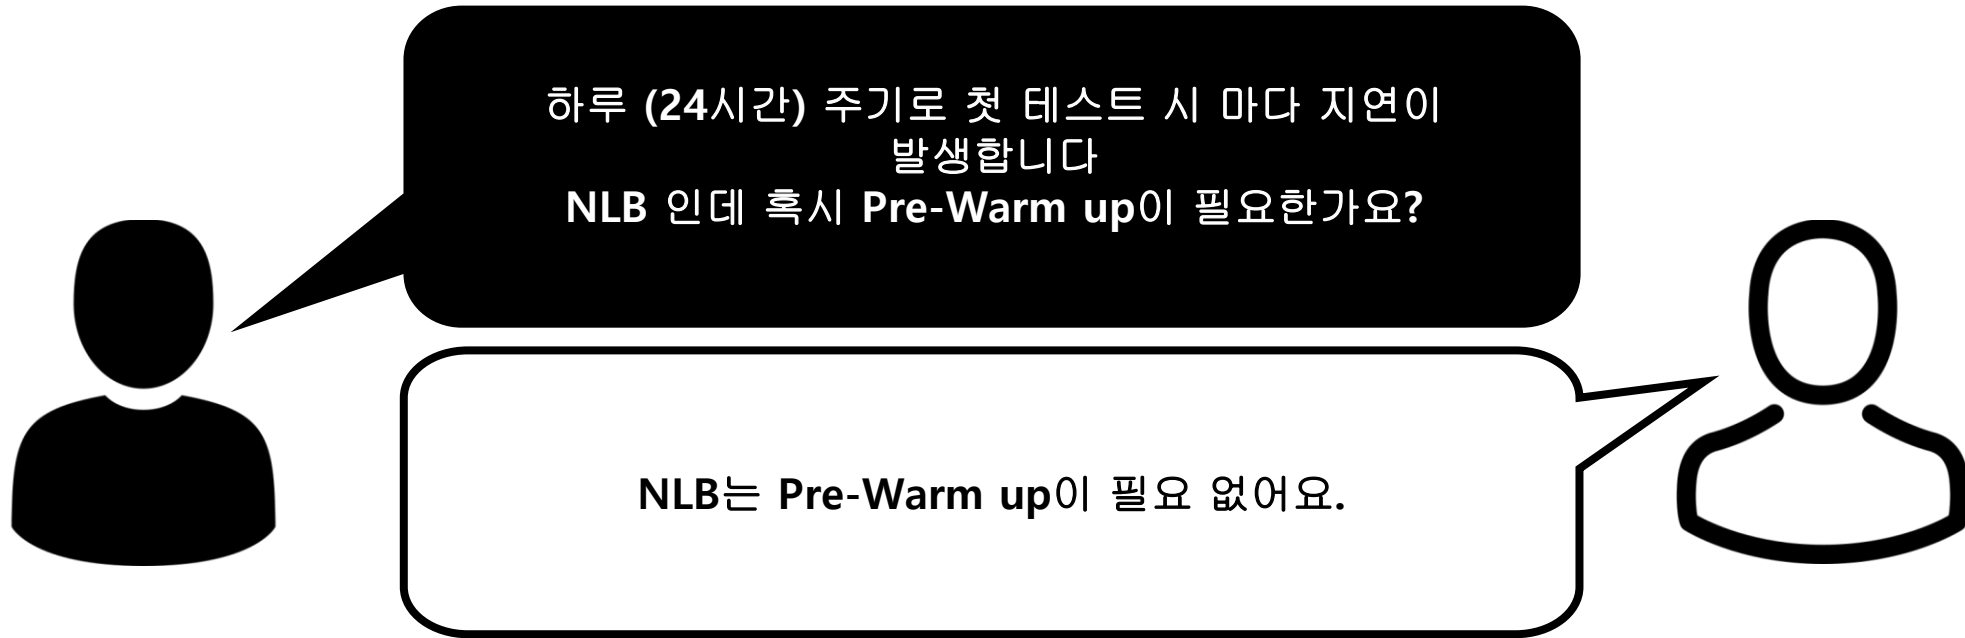 하루 (24시간) 주기로 첫 테스트 시 마다 지연이
발생합니다
NLB 인데 혹시 Pre-Warm up이 필요한가요?
NLB는 Pre-Warm up이 필요 없어요.